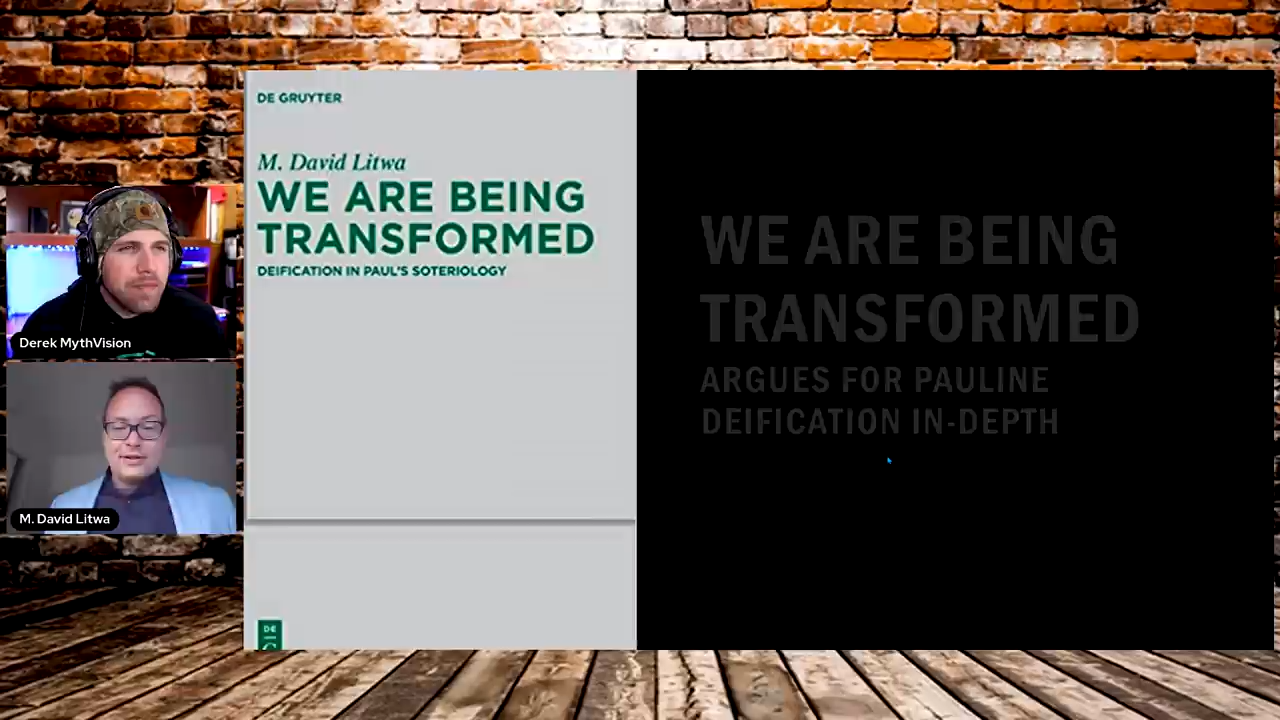 DE GRUYTER
M. David Litwa
WE ARE BEING
TRANSFORMED
DEIFICATION IN PAUL'S SOTERIOLOGY
DE
G
WE ARE BEING
TRANSFORMED
ARGUES FOR PAULINE
DEIFICATION IN-DEPTH
Derek MythVision
M. David Litwa